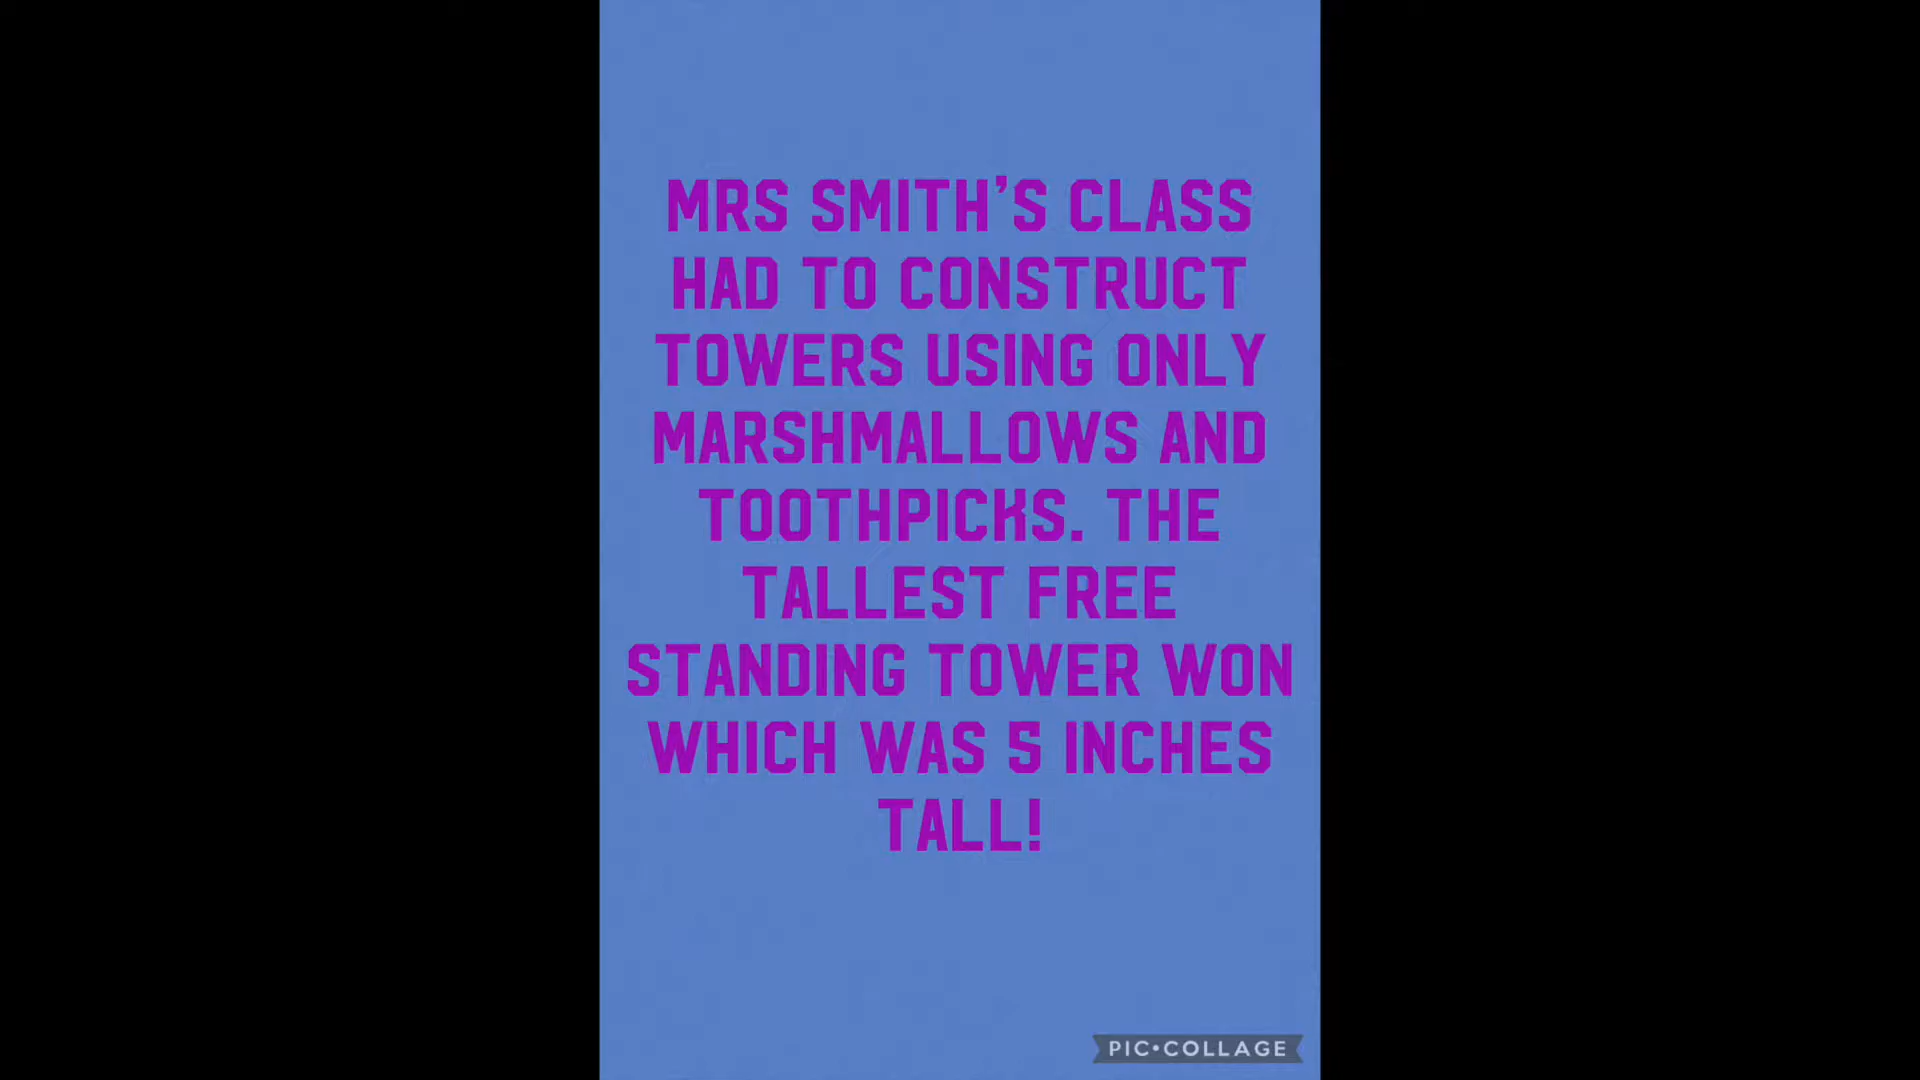 MRS SMITH'S CLASS
HAD TO CONSTRUCT
TOWERS USING ONLY
MARSHMALLOWS AND
TOOTHPICKS. THE
TALLEST FREE
STANDING TOWER WON
WHICH WAS 5 INCHES
TALL!
PIC•COLLAGE